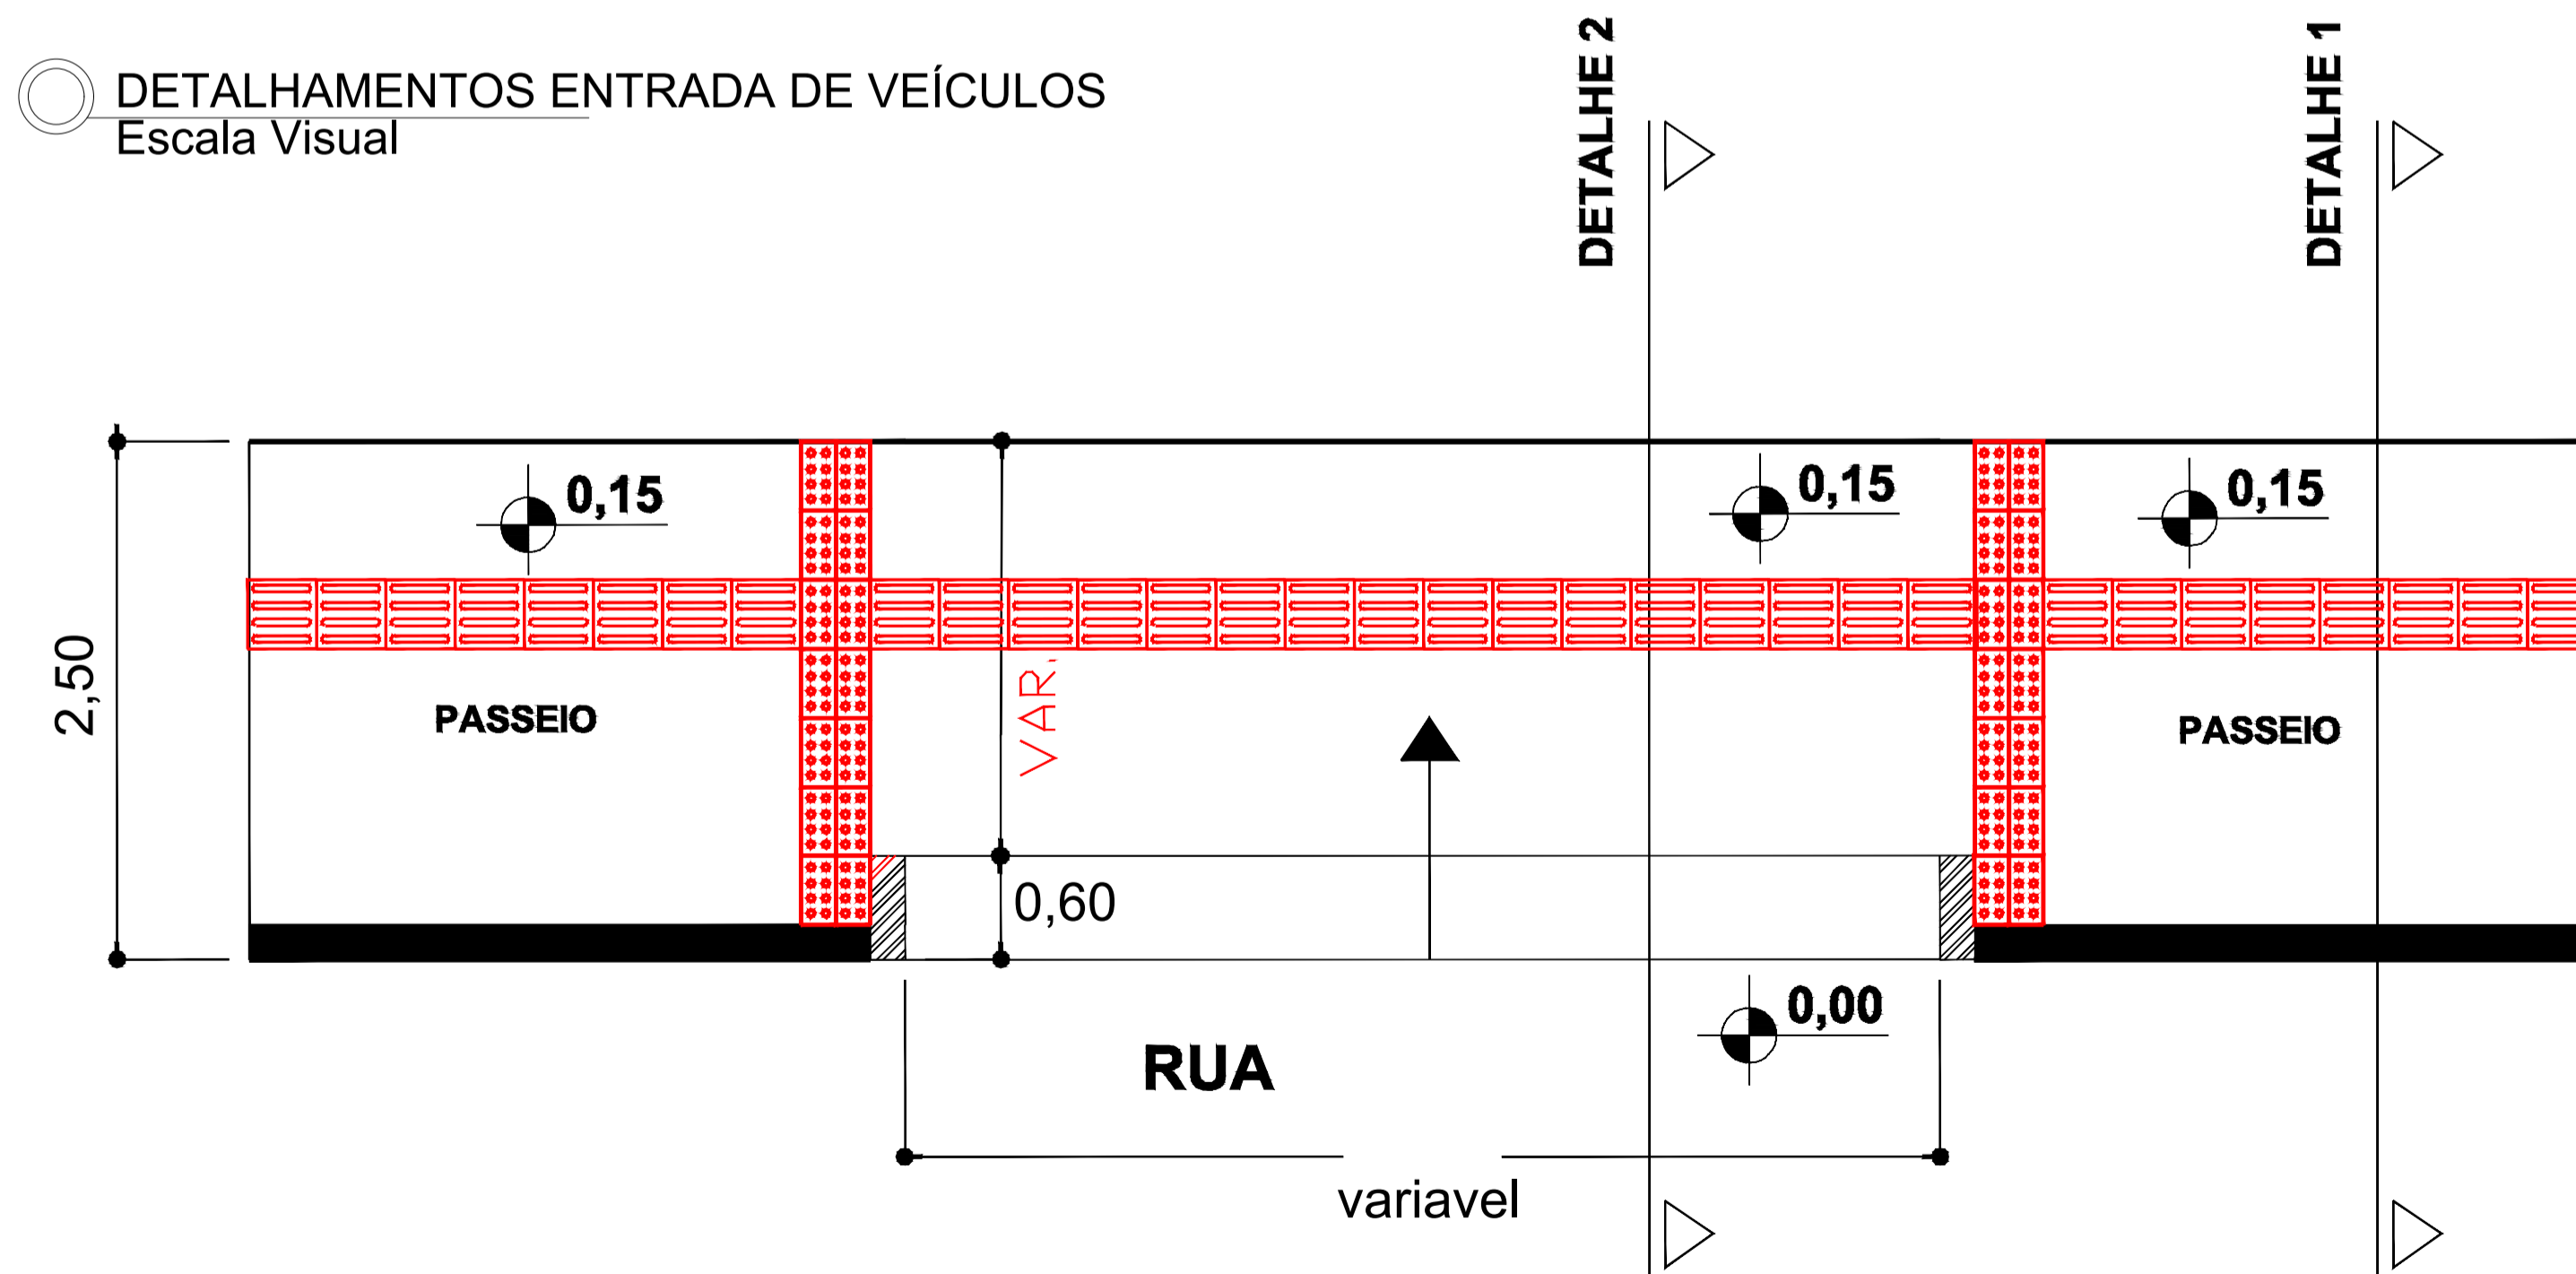 DETALHAMENTOS ENTRADA DE VEÍCULOS
Escala Visual
DETALHE 2
DETALHE 1
0,15
0,15
0,15
2,50
VAR.
PASSEIO
PASSEIO
0,60
0,00
RUA
variavel